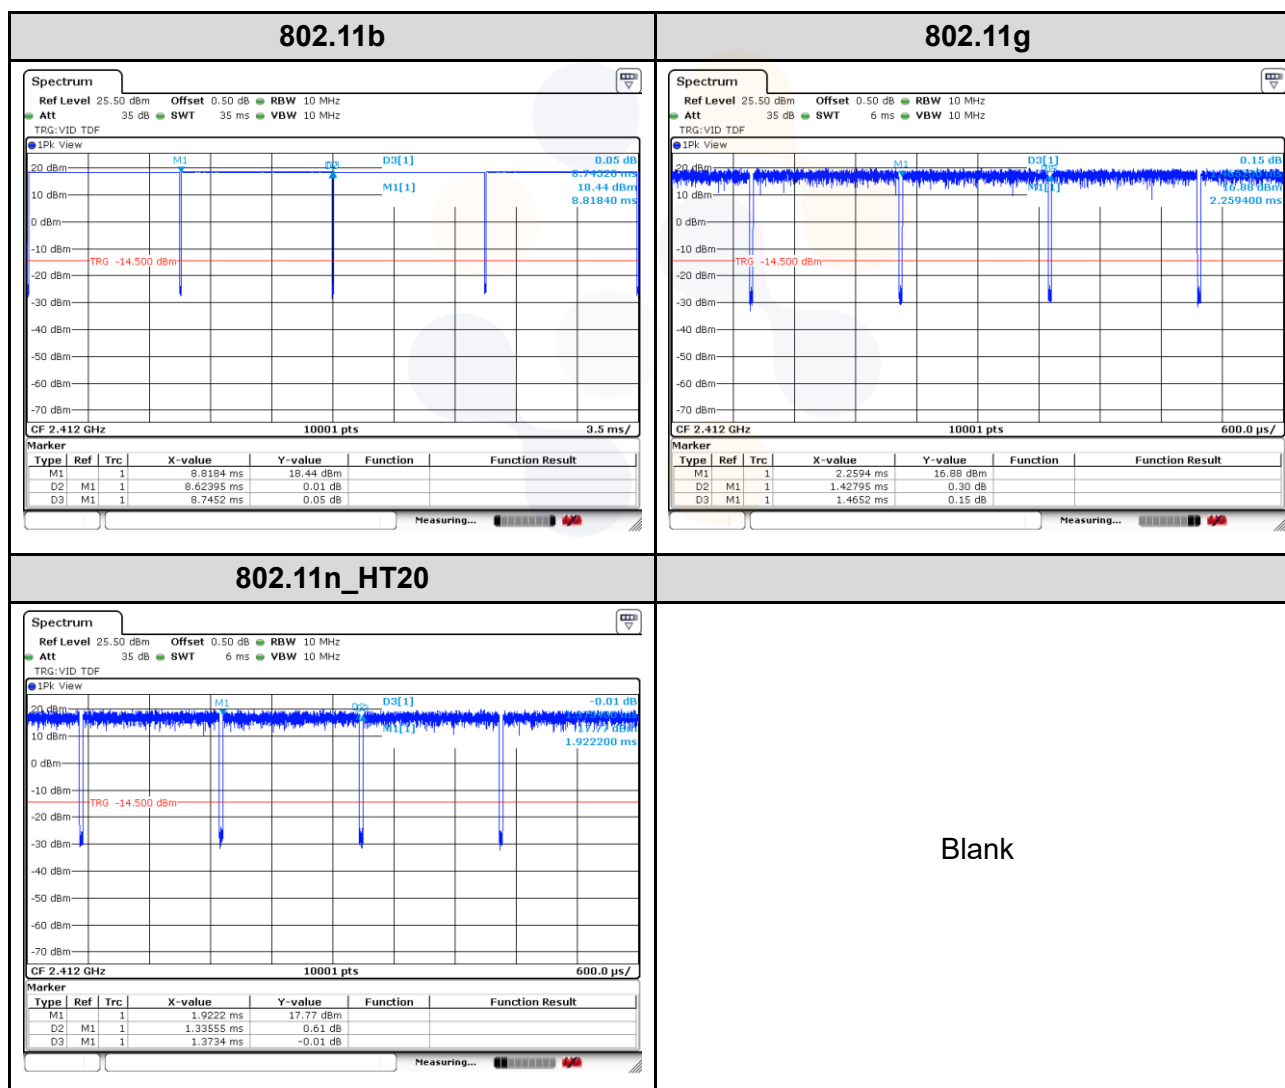 802.11b
802.11g
Spectrum
Ref Level 25.50 dBm Offset 0.50 dB RBW 10 MHz
Att 35 dB SWT 35 ms VBW 10 MHz
TRG:VID TDF
1Pk View
M1
D3[1] 0.05 dB
8.74520 ms
M1[1] 18.44 dBm
8.81840 ms
20 dBm
10 dBm
0 dBm
-10 dBm
TRG -14.500 dBm
-20 dBm
-30 dBm
-40 dBm
-50 dBm
-60 dBm
-70 dBm
CF 2.412 GHz 10001 pts 3.5 ms/
Marker
Type Ref Trc X-value Y-value Function Function Result
M1 1 8.8184 ms 18.44 dBm
D2 M1 1 8.62395 ms 0.01 dB
D3 M1 1 8.7452 ms 0.05 dB
Measuring...
Spectrum
Ref Level 25.50 dBm Offset 0.50 dB RBW 10 MHz
Att 35 dB SWT 6 ms VBW 10 MHz
TRG:VID TDF
1Pk View
M1
D3[1] 0.15 dB
M1[1] 16.88 dBm
2.259400 ms
20 dBm
10 dBm
0 dBm
-10 dBm
TRG -14.500 dBm
-20 dBm
-30 dBm
-40 dBm
-50 dBm
-60 dBm
-70 dBm
CF 2.412 GHz 10001 pts 600.0 µs/
Marker
Type Ref Trc X-value Y-value Function Function Result
M1 1 2.2594 ms 16.88 dBm
D2 M1 1 1.42795 ms 0.30 dB
D3 M1 1 1.4652 ms 0.15 dB
Measuring...
802.11n_HT20
Spectrum
Ref Level 25.50 dBm Offset 0.50 dB RBW 10 MHz
Att 35 dB SWT 6 ms VBW 10 MHz
TRG:VID TDF
1Pk View
M1
D3[1] -0.01 dB
M1[1] 17.77 dBm
1.922200 ms
20 dBm
10 dBm
0 dBm
-10 dBm
TRG -14.500 dBm
-20 dBm
-30 dBm
-40 dBm
-50 dBm
-60 dBm
-70 dBm
CF 2.412 GHz 10001 pts 600.0 µs/
Marker
Type Ref Trc X-value Y-value Function Function Result
M1 1 1.9222 ms 17.77 dBm
D2 M1 1 1.33555 ms 0.61 dB
D3 M1 1 1.3734 ms -0.01 dB
Measuring...
Blank